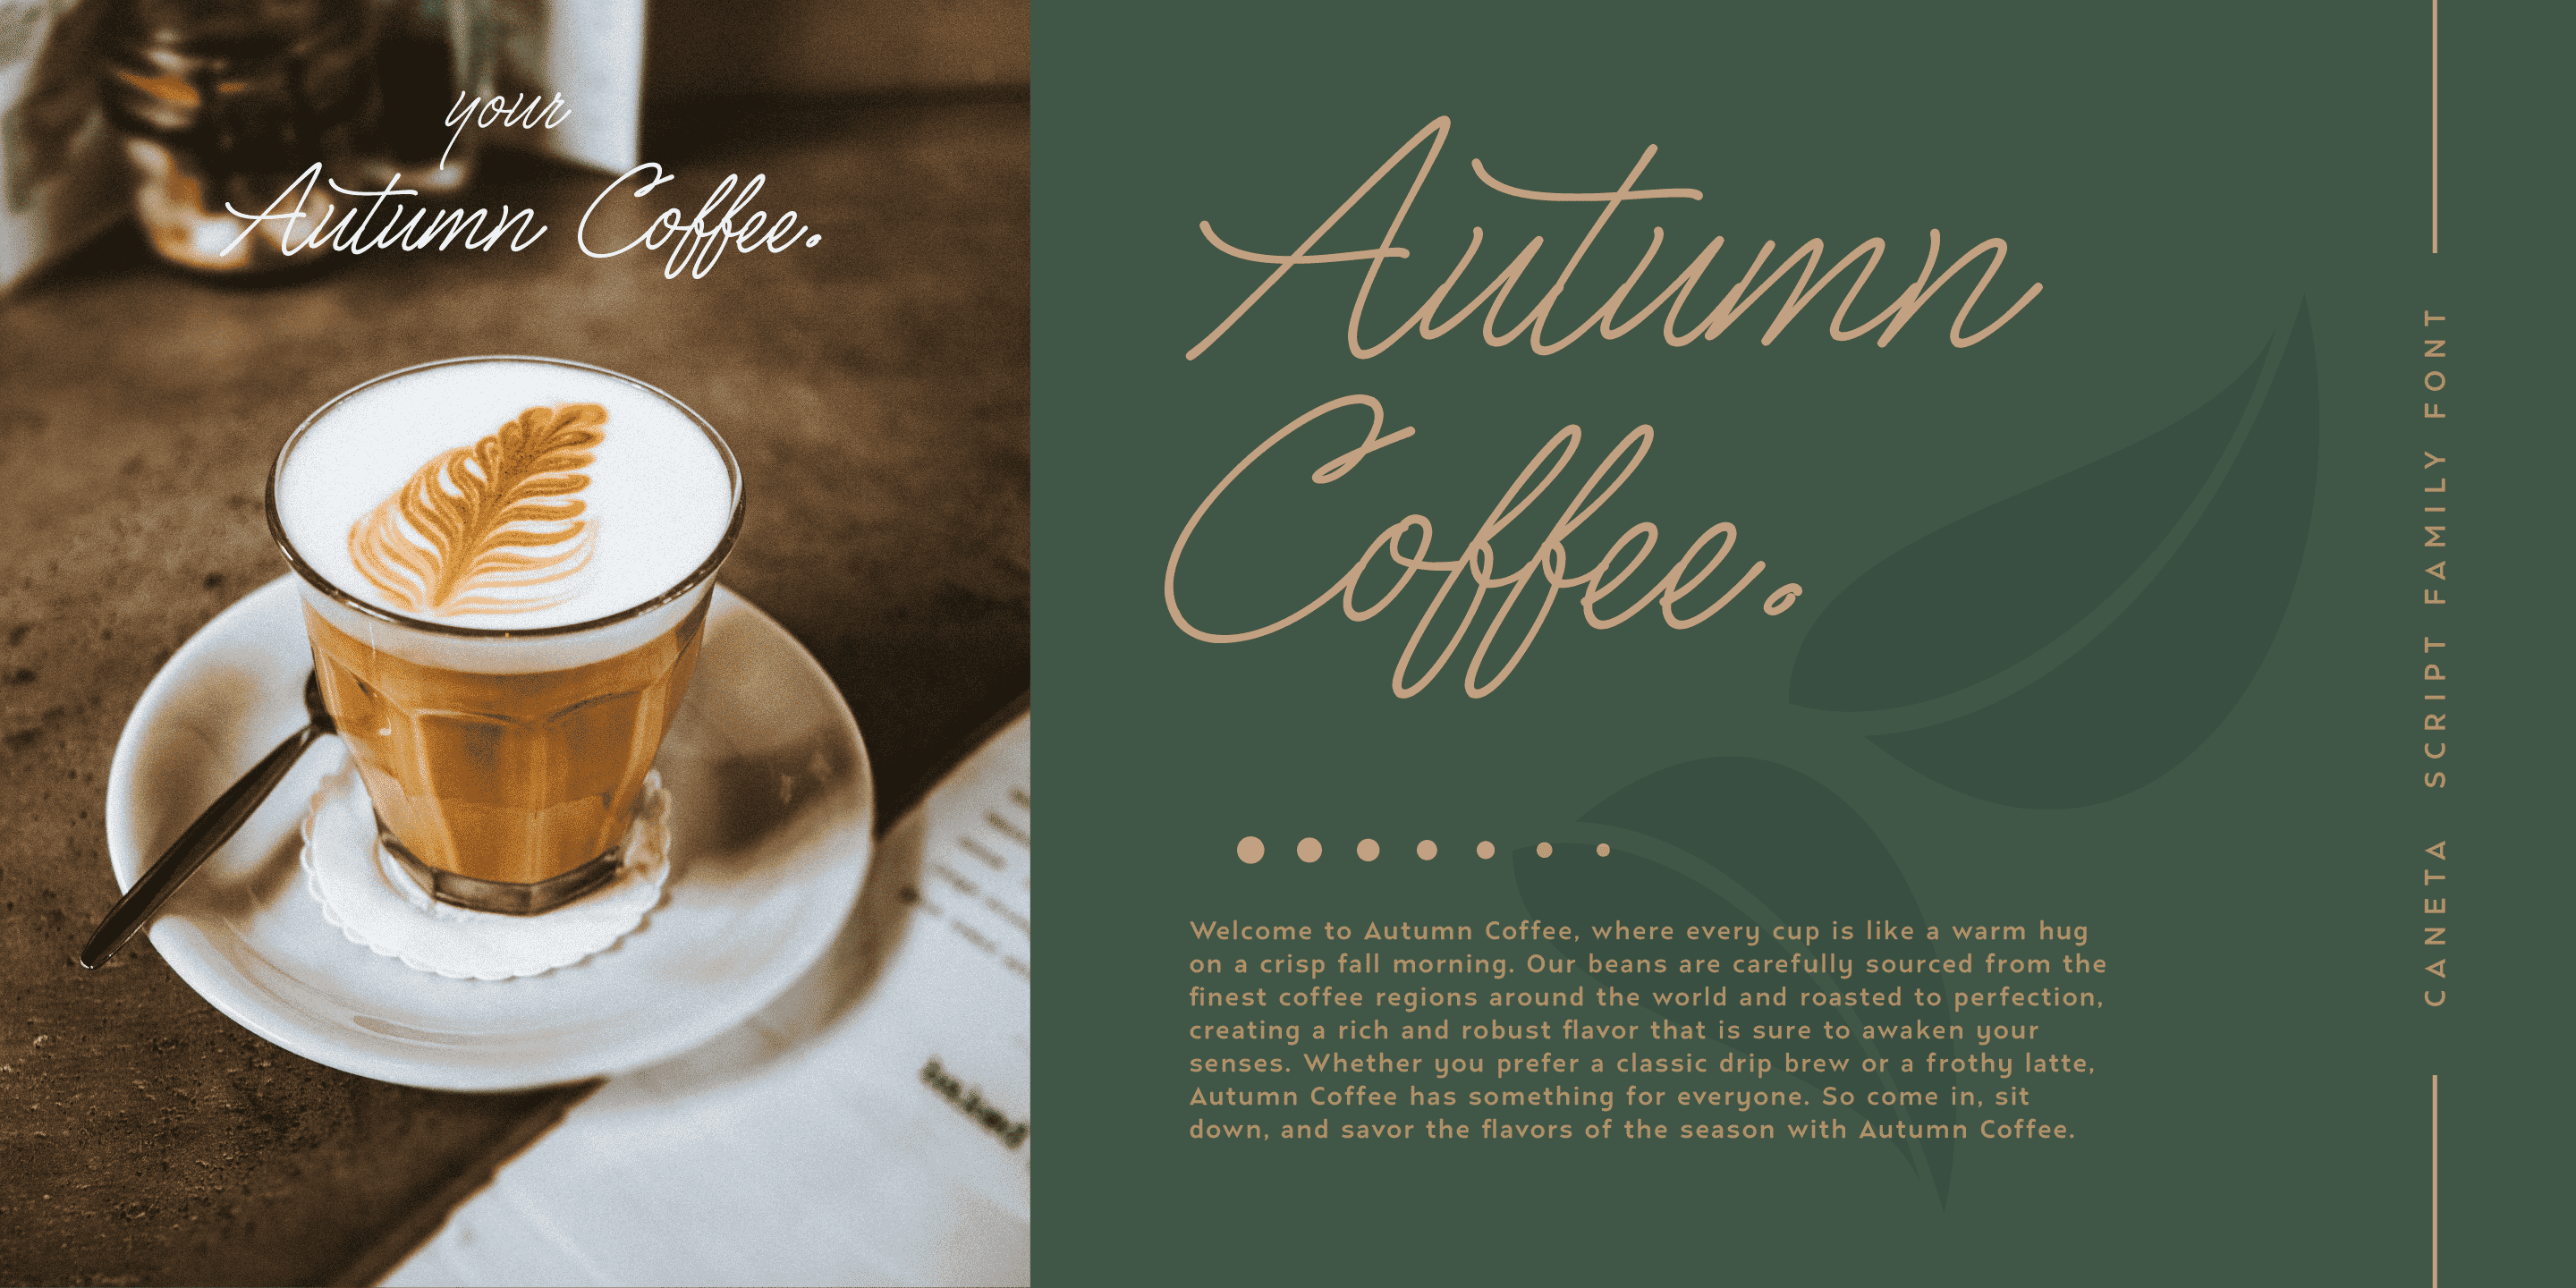 your
Autumn Coffee.
Autumn
Coffee.
Welcome to Autumn Coffee, where every cup is like a warm hug
on a crisp fall morning. Our beans are carefully sourced from the
finest coffee regions around the world and roasted to perfection,
creating a rich and robust flavor that is sure to awaken your
senses. Whether you prefer a classic drip brew or a frothy latte,
Autumn Coffee has something for everyone. So come in, sit
down, and savor the flavors of the season with Autumn Coffee.
CANETA SCRIPT FAMILY FONT